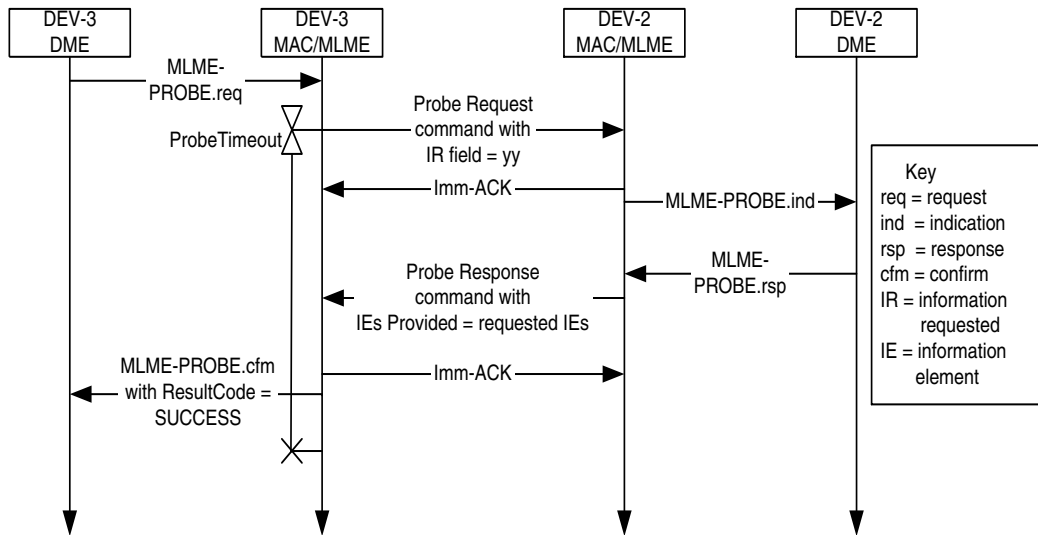 DEV-3
DME
DEV-3
MAC/MLME
DEV-2
MAC/MLME
DEV-2
DME
MLME-
PROBE.req
Probe Request
command with
IR field = yy
ProbeTimeout
Imm-ACK
MLME-PROBE.ind
MLME-
PROBE.rsp
Probe Response
command with
IEs Provided = requested IEs
MLME-PROBE.cfm
with ResultCode =
SUCCESS
Imm-ACK
Key
req = request
ind = indication
rsp = response
cfm = confirm
IR = information
requested
IE = information
element